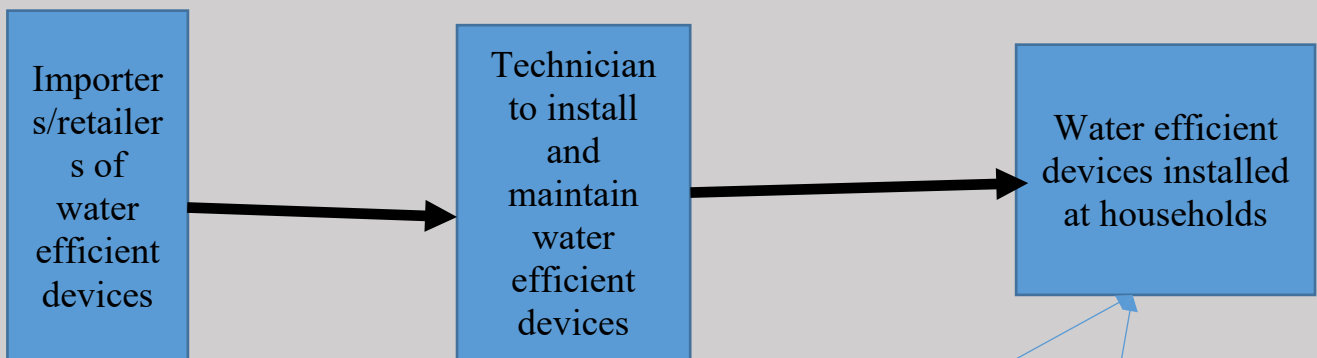 Importer
s/retailer
s of
water
efficient
devices
Technician
to install
and
maintain
water
efficient
devices
Water efficient
devices installed
at households